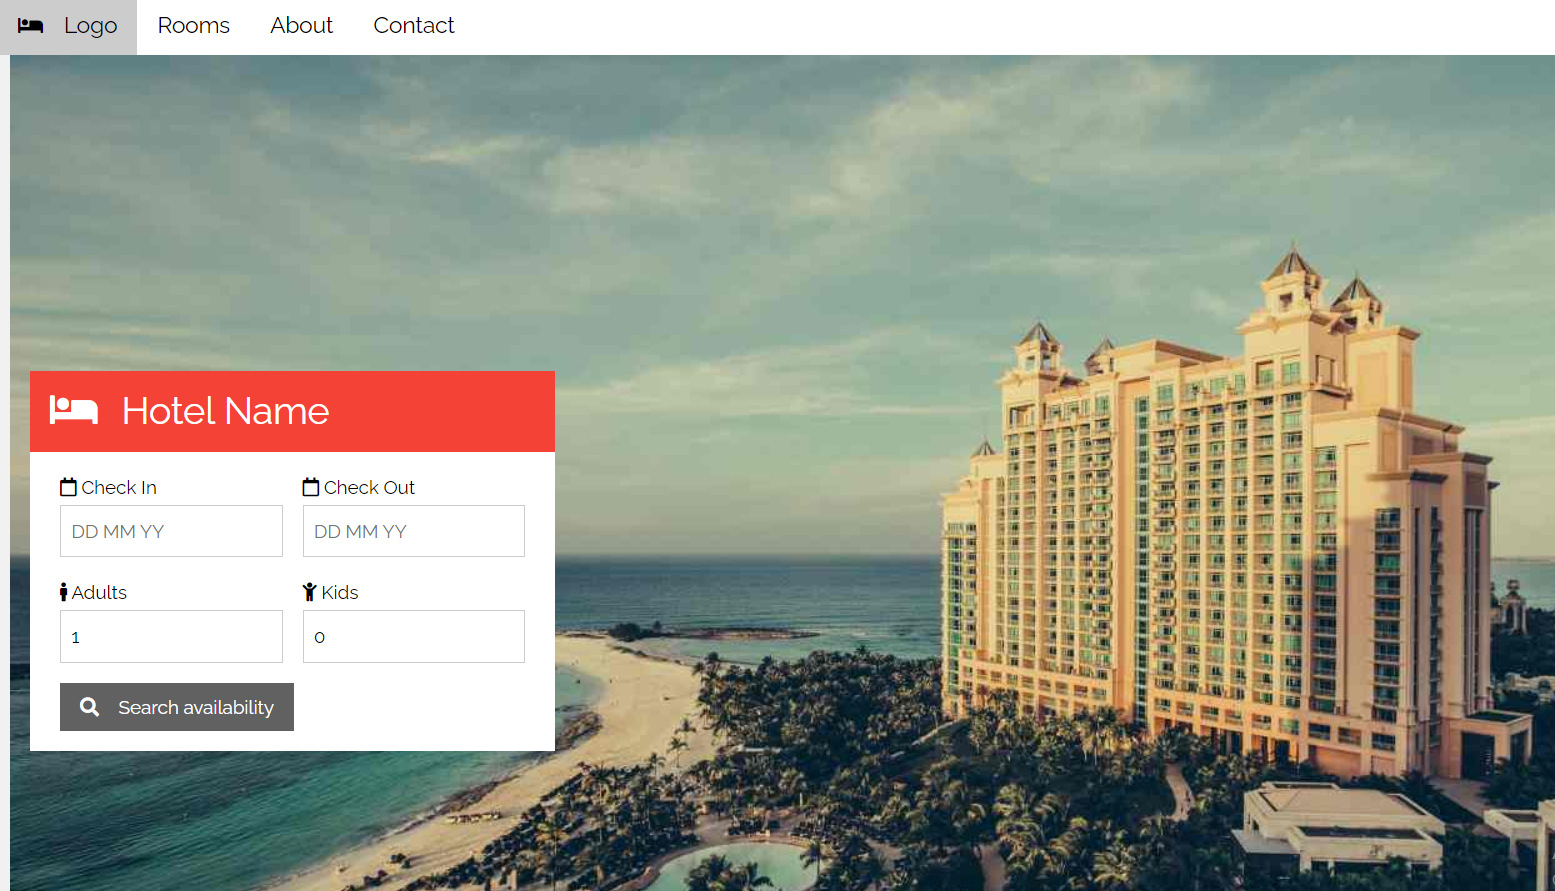 Logo Rooms About Contact
Hotel Name
Check In Check Out
DD MM YY DD MM YY
Adults Kids
1 0
Search availability